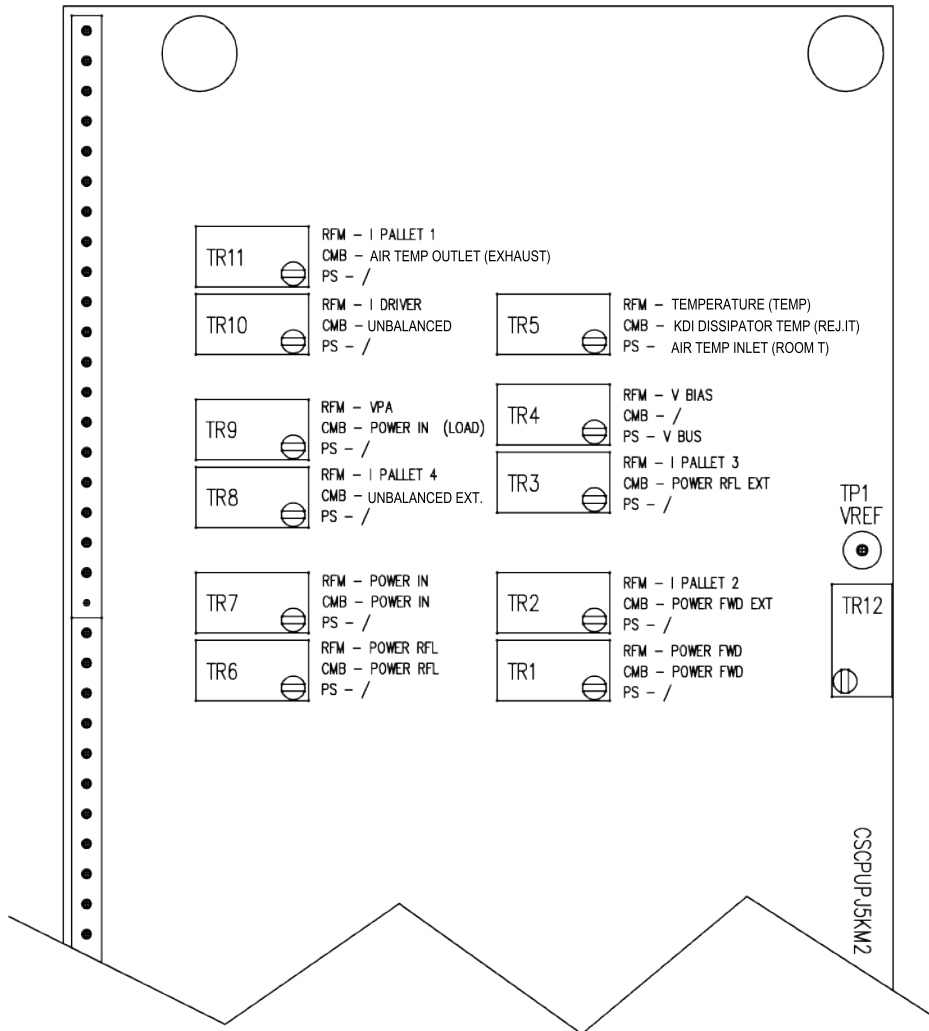 TR11
RFM - I PALLET 1
CMB - AIR TEMP OUTLET (EXHAUST)
PS - /
TR10
RFM - I DRIVER
CMB - UNBALANCED
PS - /
TR5
RFM - TEMPERATURE (TEMP)
CMB - KDI DISSIPATOR TEMP (REJ.IT)
PS - AIR TEMP INLET (ROOM T)
TR9
RFM - VPA
CMB - POWER IN (LOAD)
PS - /
TR4
RFM - V BIAS
CMB - /
PS - V BUS
TR8
RFM - I PALLET 4
CMB - UNBALANCED EXT.
PS - /
TR3
RFM - I PALLET 3
CMB - POWER RFL EXT
PS - /
TP1
VREF
TR7
RFM - POWER IN
CMB - POWER IN
PS - /
TR2
RFM - I PALLET 2
CMB - POWER FWD EXT
PS - /
TR12
TR6
RFM - POWER RFL
CMB - POWER RFL
PS - /
TR1
RFM - POWER FWD
CMB - POWER FWD
PS - /
CSCPUPJ5KM2